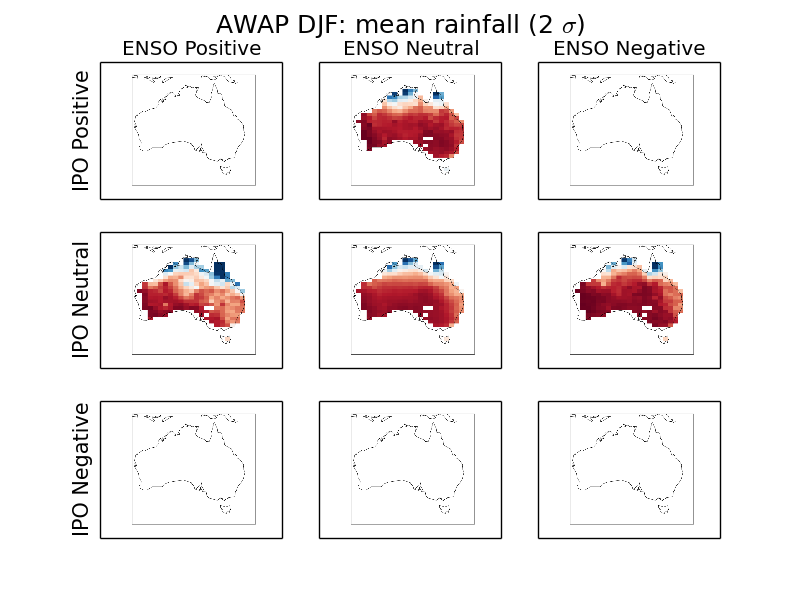 AWAP DJF: mean rainfall (2 σ)
ENSO Positive
ENSO Neutral
ENSO Negative
IPO Positive
IPO Neutral
IPO Negative